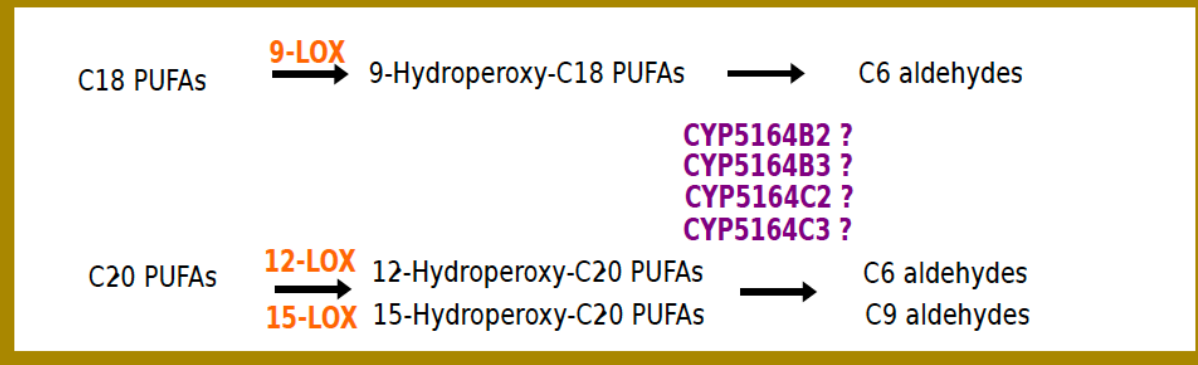 9-LOX
C18 PUFAs 9-Hydroperoxy-C18 PUFAs C6 aldehydes
CYP5164B2 ?
CYP5164B3 ?
CYP5164C2 ?
CYP5164C3 ?
12-LOX
C20 PUFAs 12-Hydroperoxy-C20 PUFAs C6 aldehydes
15-LOX 15-Hydroperoxy-C20 PUFAs C9 aldehydes